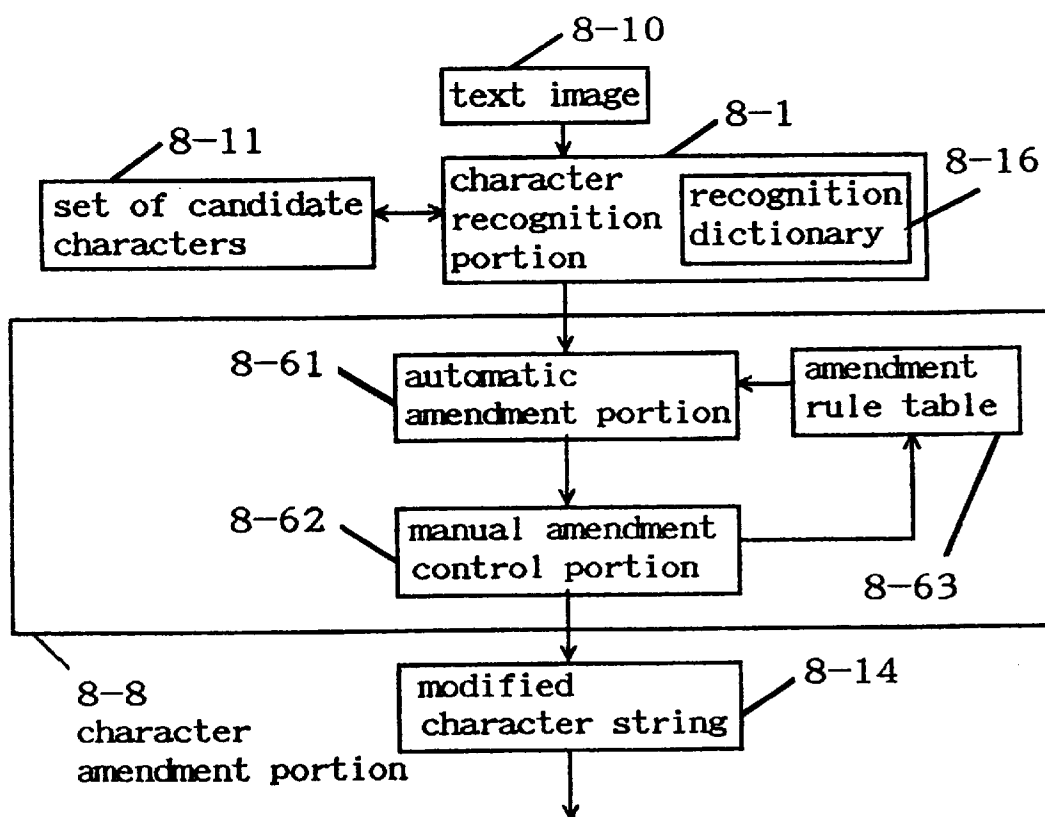 8-10
text image
8-1
8-11
8-16
set of candidate
characters
character
recognition
portion
recognition
dictionary
8-61
automatic
amendment portion
amendment
rule table
8-62
manual amendment
control portion
8-63
8-8
character
amendment portion
modified
character string
8-14